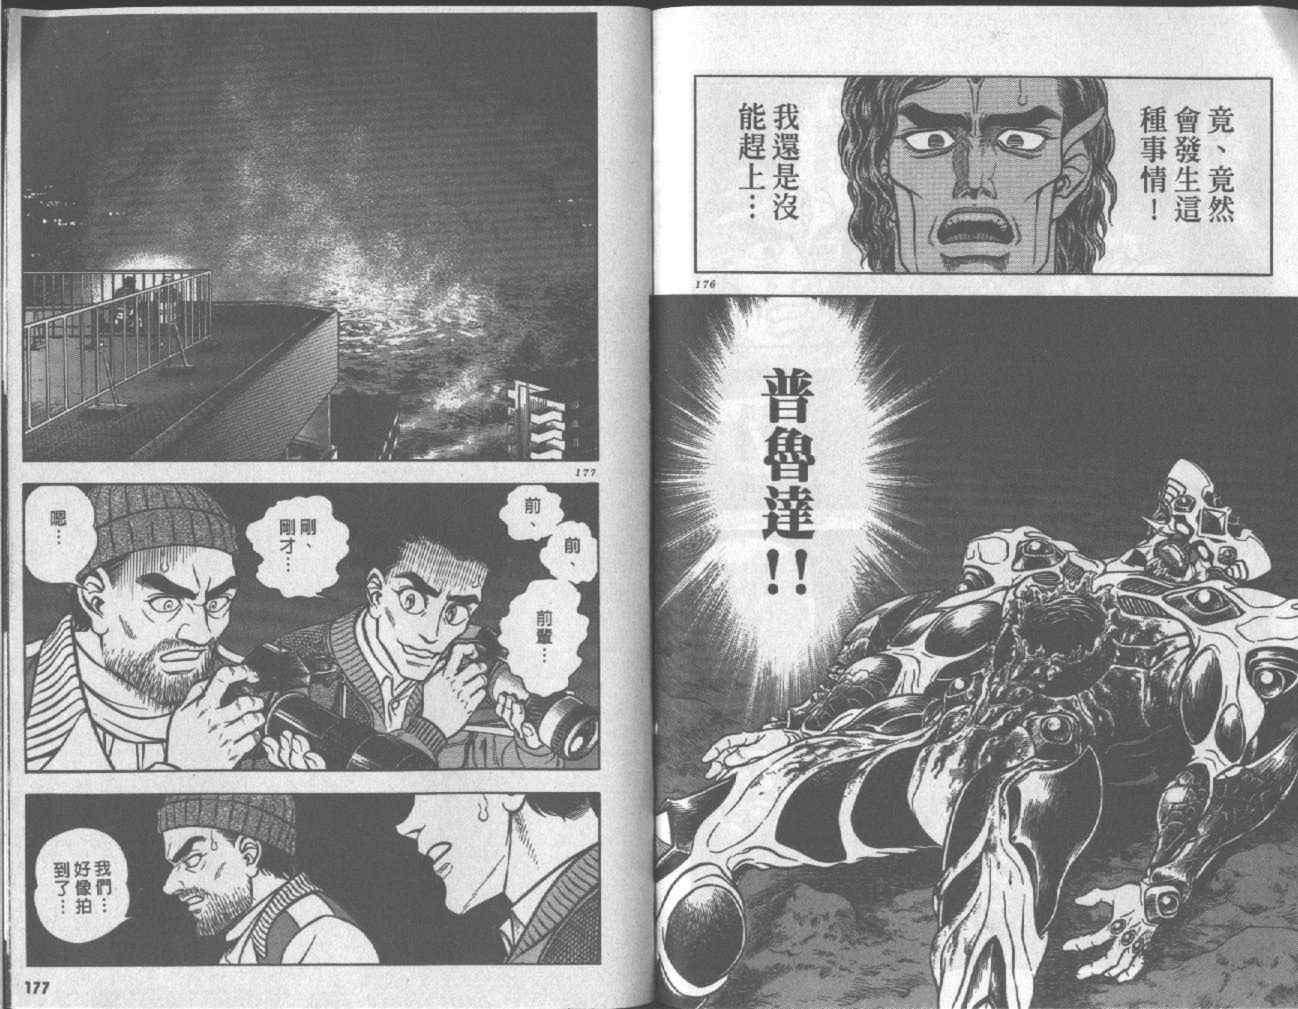 竟、竟然
會發生這
種事情！
我還是沒
能趕上…
176
普魯達!!
177
前、
前、
前輩…
剛、
剛才…
嗯…
我們…
好像拍
到了…
177